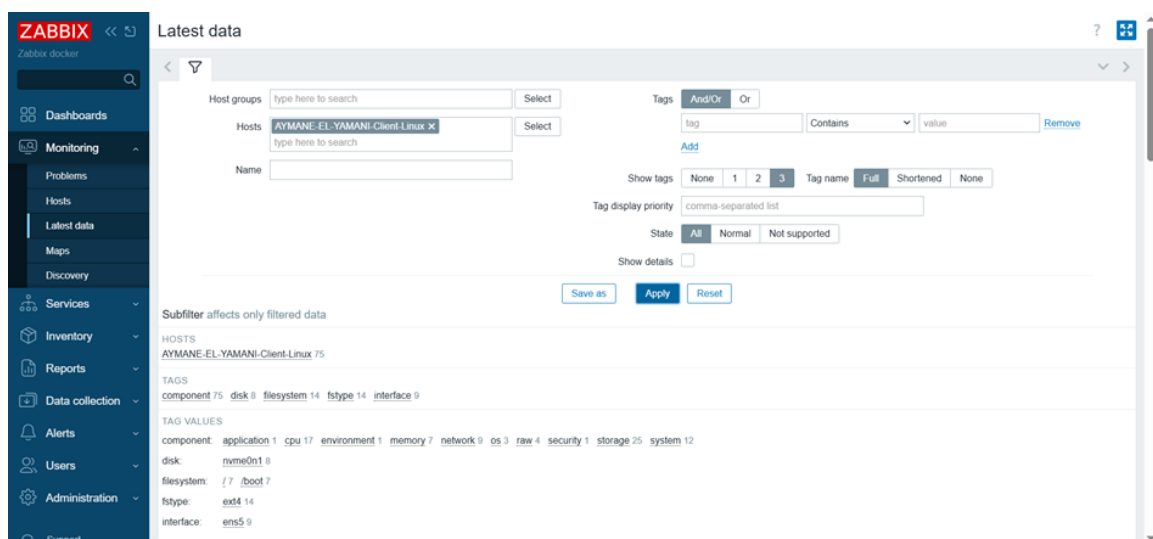 ZABBIX
Zabbix docker
Dashboards
Monitoring
Problems
Hosts
Latest data
Maps
Discovery
Services
Inventory
Reports
Data collection
Alerts
Users
Administration
Support
Latest data
?
Host groups type here to search Select
Hosts AYMANE-EL-YAMANI-Client-Linux Select
type here to search
Name
Tags And/Or Or
tag Contains value Remove
Add
Show tags None 1 2 3 Tag name Full Shortened None
Tag display priority comma-separated list
State All Normal Not supported
Show details
Save as Apply Reset
Subfilter affects only filtered data
HOSTS
AYMANE-EL-YAMANI-Client-Linux 75
TAGS
component 75 disk 8 filesystem 14 fstype 14 interface 9
TAG VALUES
component: application 1 cpu 17 environment 1 memory 7 network 9 os 3 raw 4 security 1 storage 25 system 12
disk: nvme0n1 8
filesystem: / 7 /boot 7
fstype: ext4 14
interface: ens5 9